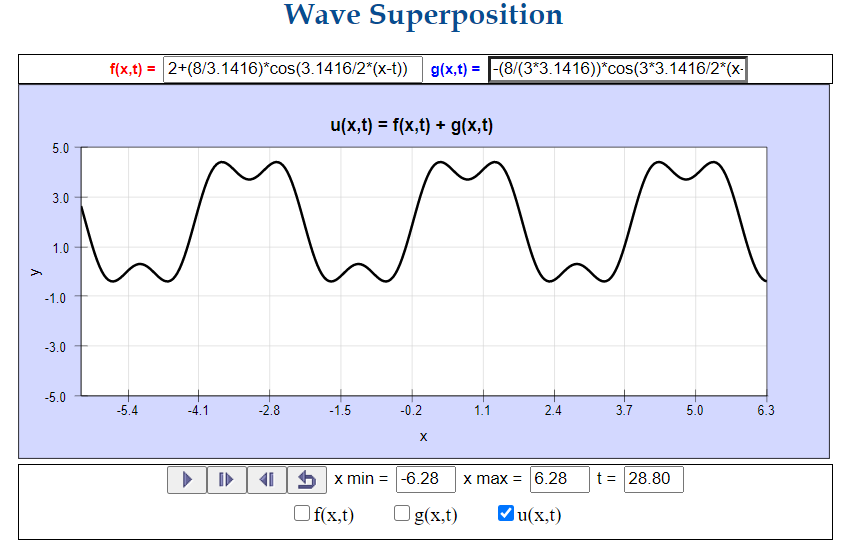 Wave Superposition
f(x,t) = 2+(8/3.1416)*cos(3.1416/2*(x-t)) g(x,t) = -(8/(3*3.1416))*cos(3*3.1416/2*(x-
u(x,t) = f(x,t) + g(x,t)
5.0
3.0
1.0
-1.0
-3.0
-5.0
y
-5.4 -4.1 -2.8 -1.5 -0.2 1.1 2.4 3.7 5.0 6.3
x
x min = -6.28 x max = 6.28 t = 28.80
f(x,t) g(x,t) u(x,t)